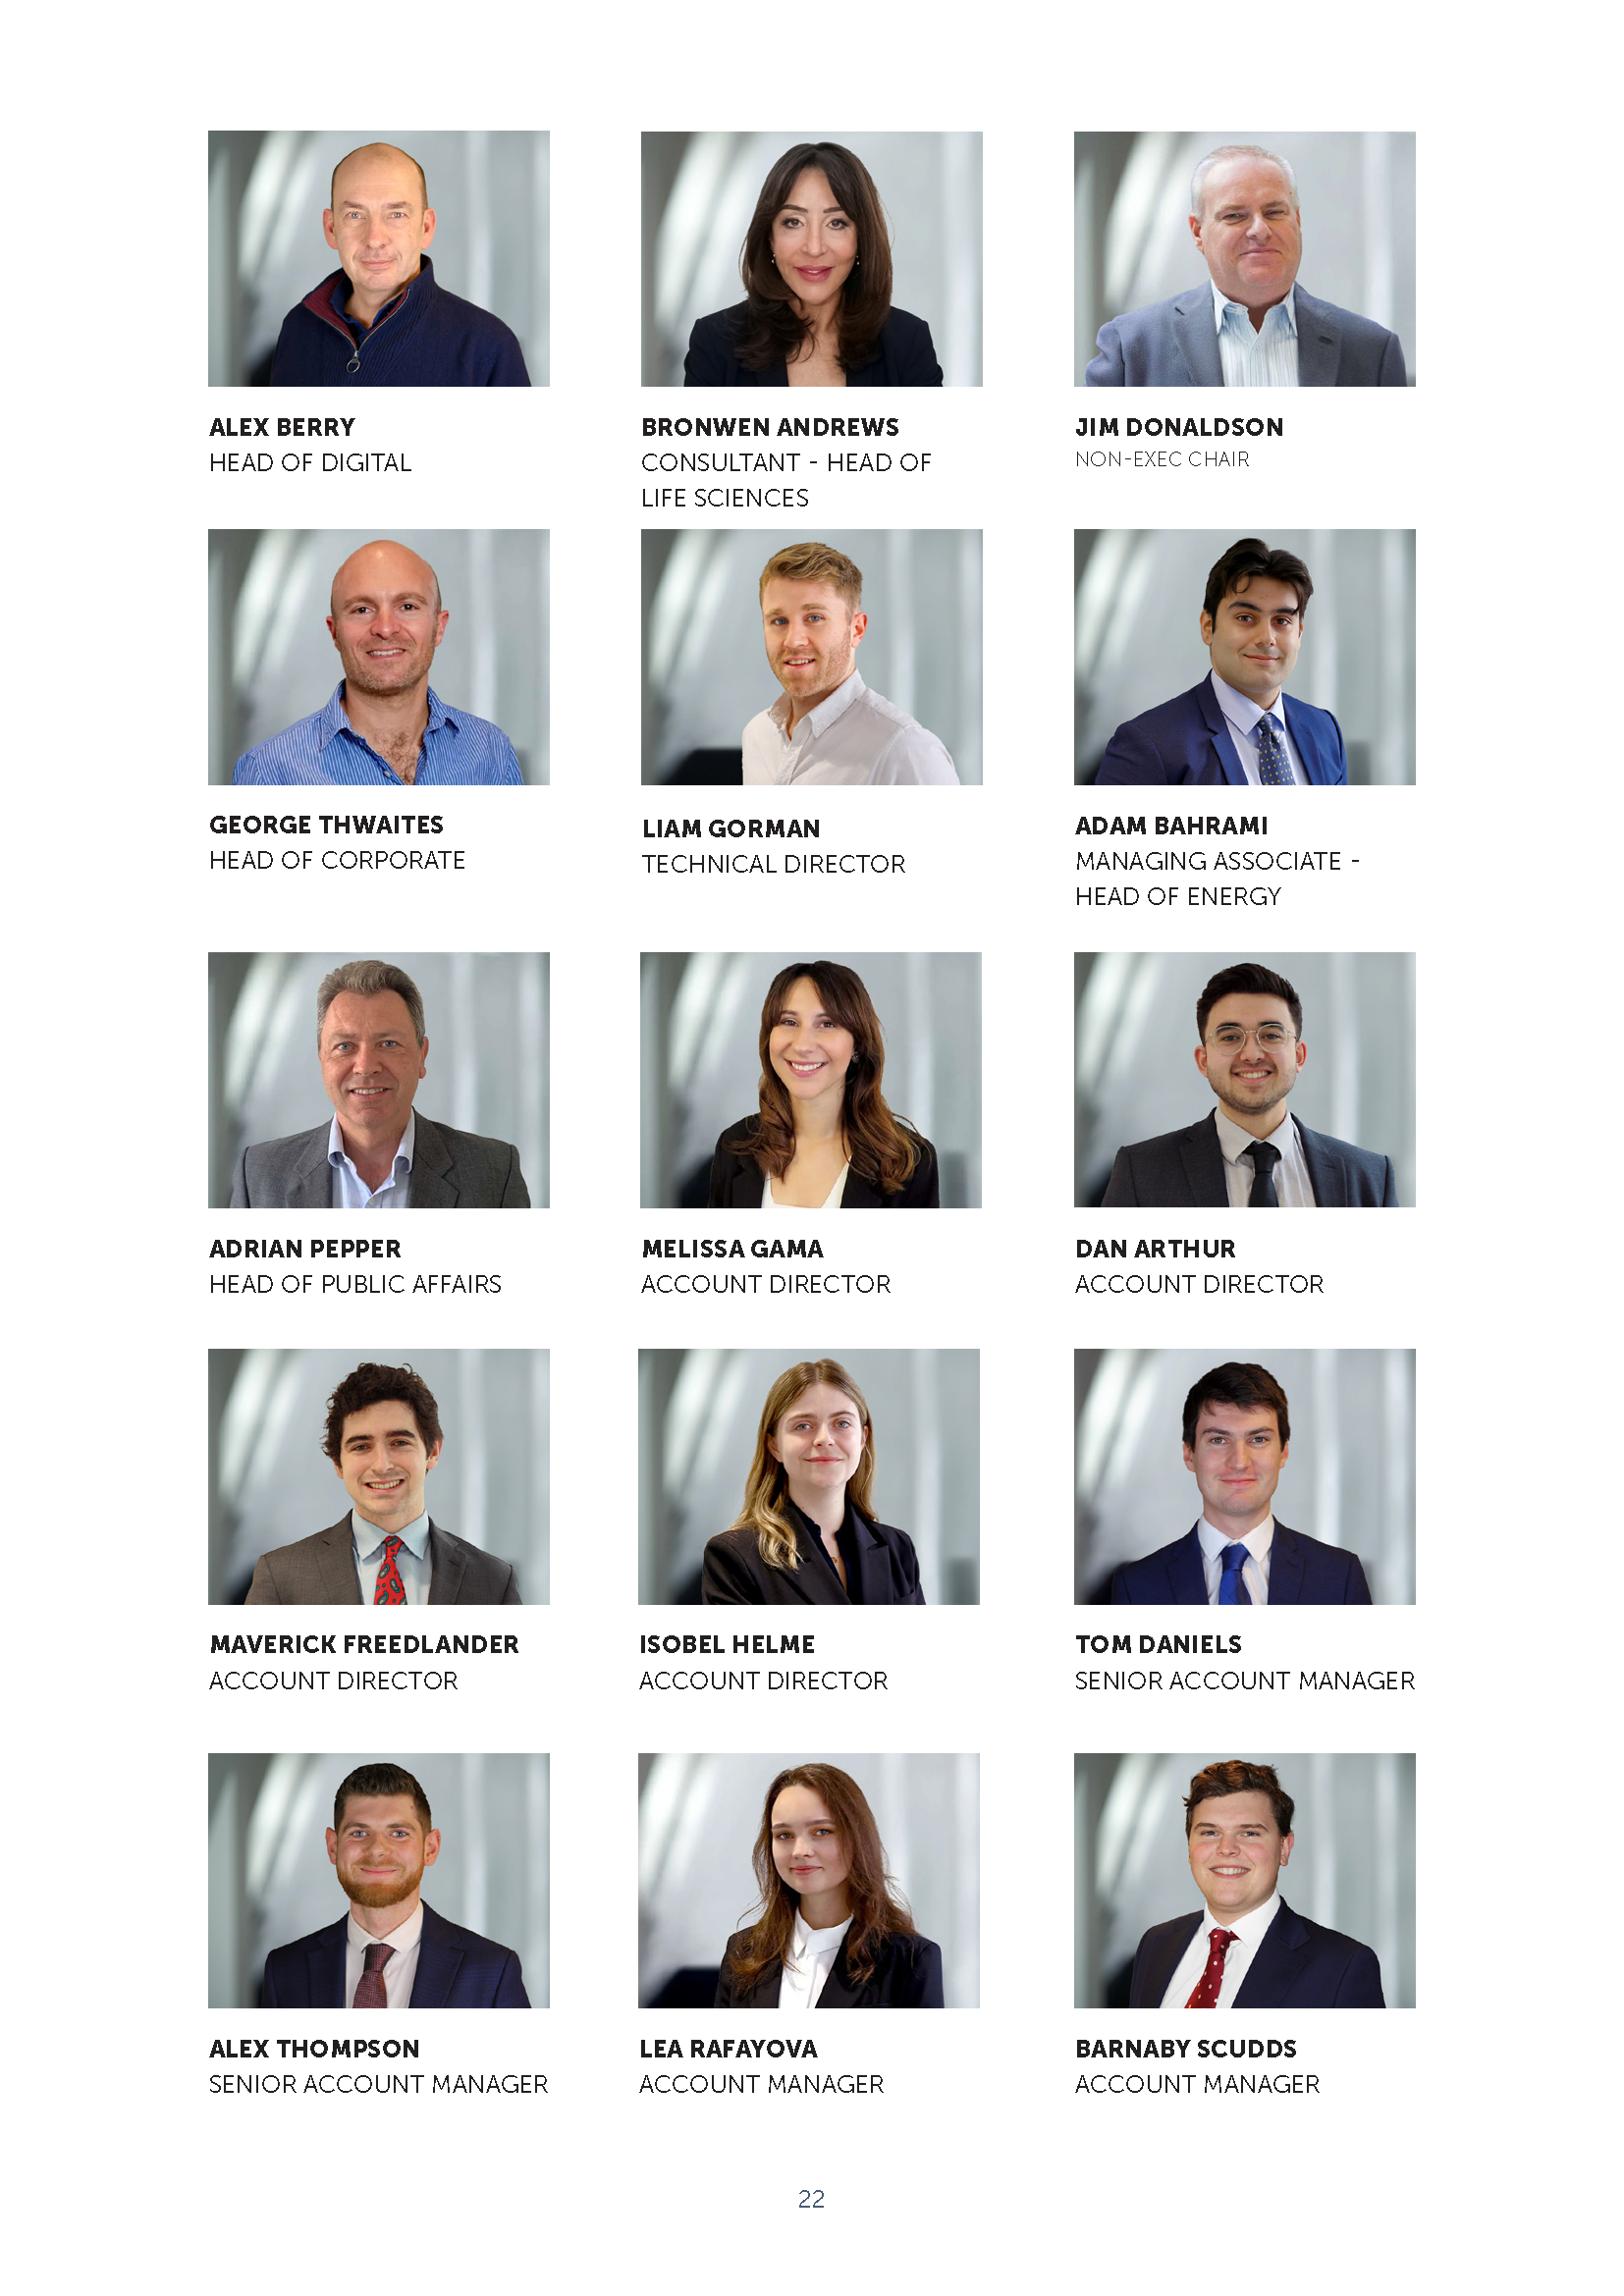 ALEX BERRY
HEAD OF DIGITAL
BRONWEN ANDREWS
CONSULTANT - HEAD OF
LIFE SCIENCES
JIM DONALDSON
NON-EXEC CHAIR
GEORGE THWAITES
HEAD OF CORPORATE
LIAM GORMAN
TECHNICAL DIRECTOR
ADAM BAHRAMI
MANAGING ASSOCIATE -
HEAD OF ENERGY
ADRIAN PEPPER
HEAD OF PUBLIC AFFAIRS
MELISSA GAMA
ACCOUNT DIRECTOR
DAN ARTHUR
ACCOUNT DIRECTOR
MAVERICK FREEDLANDER
ACCOUNT DIRECTOR
ISOBEL HELME
ACCOUNT DIRECTOR
TOM DANIELS
SENIOR ACCOUNT MANAGER
ALEX THOMPSON
SENIOR ACCOUNT MANAGER
LEA RAFAYOVA
ACCOUNT MANAGER
BARNABY SCUDDS
ACCOUNT MANAGER
22